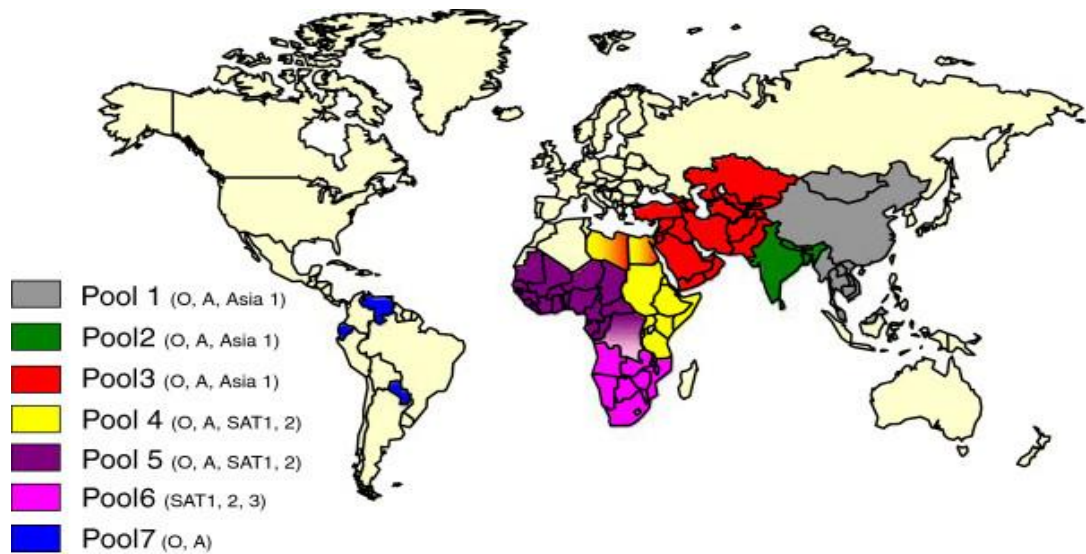 Pool 1 (O, A, Asia 1)
Pool2 (O, A, Asia 1)
Pool3 (O, A, Asia 1)
Pool 4 (O, A, SAT1, 2)
Pool 5 (O, A, SAT1, 2)
Pool6 (SAT1, 2, 3)
Pool7 (O, A)